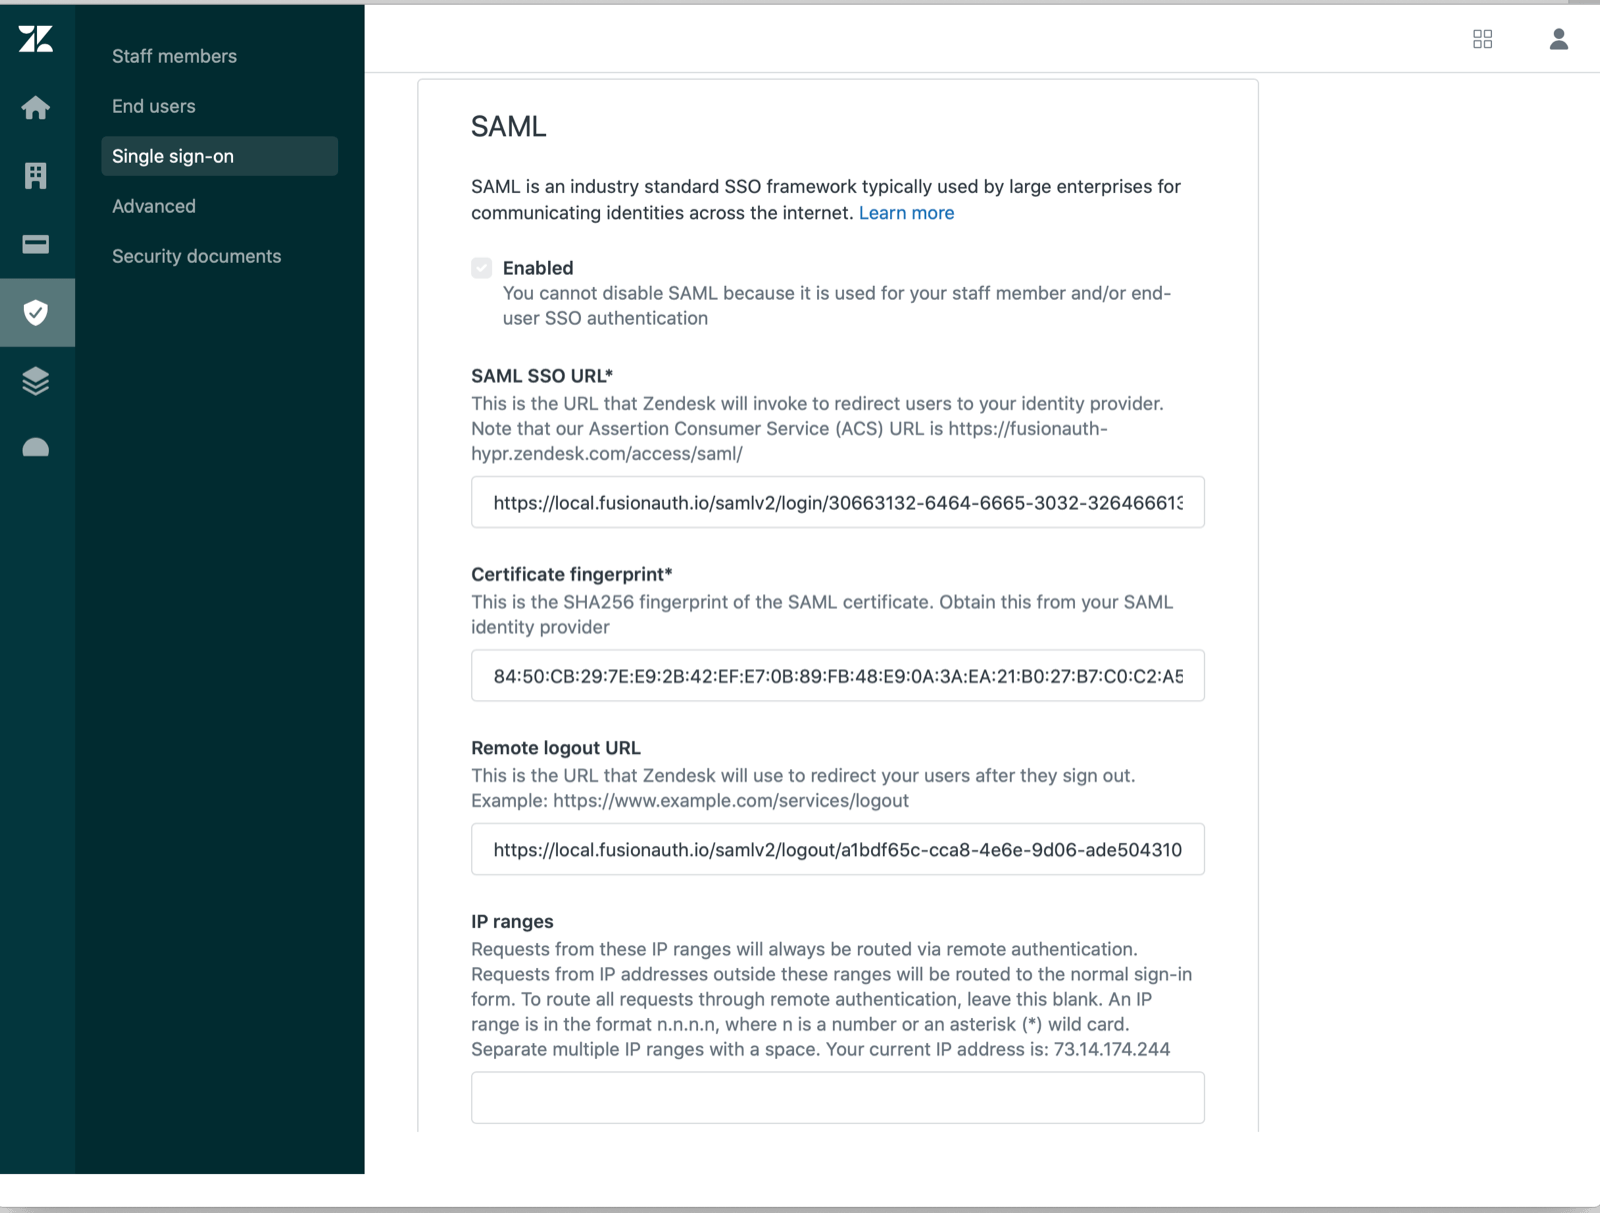 Staff members
End users
Single sign-on
Advanced
Security documents
SAML
SAML is an industry standard SSO framework typically used by large enterprises for
communicating identities across the internet. Learn more
Enabled
You cannot disable SAML because it is used for your staff member and/or end-
user SSO authentication
SAML SSO URL*
This is the URL that Zendesk will invoke to redirect users to your identity provider.
Note that our Assertion Consumer Service (ACS) URL is https://fusionauth-
hypr.zendesk.com/access/saml/
https://local.fusionauth.io/samlv2/login/30663132-6464-6665-3032-326466613
Certificate fingerprint*
This is the SHA256 fingerprint of the SAML certificate. Obtain this from your SAML
identity provider
84:50:CB:29:7E:E9:2B:42:EF:E7:0B:89:FB:48:E9:0A:3A:EA:21:B0:27:B7:C0:C2:A5
Remote logout URL
This is the URL that Zendesk will use to redirect your users after they sign out.
Example: https://www.example.com/services/logout
https://local.fusionauth.io/samlv2/logout/a1bdf65c-cca8-4e6e-9d06-ade504310
IP ranges
Requests from these IP ranges will always be routed via remote authentication.
Requests from IP addresses outside these ranges will be routed to the normal sign-in
form. To route all requests through remote authentication, leave this blank. An IP
range is in the format n.n.n.n, where n is a number or an asterisk (*) wild card.
Separate multiple IP ranges with a space. Your current IP address is: 73.14.174.244